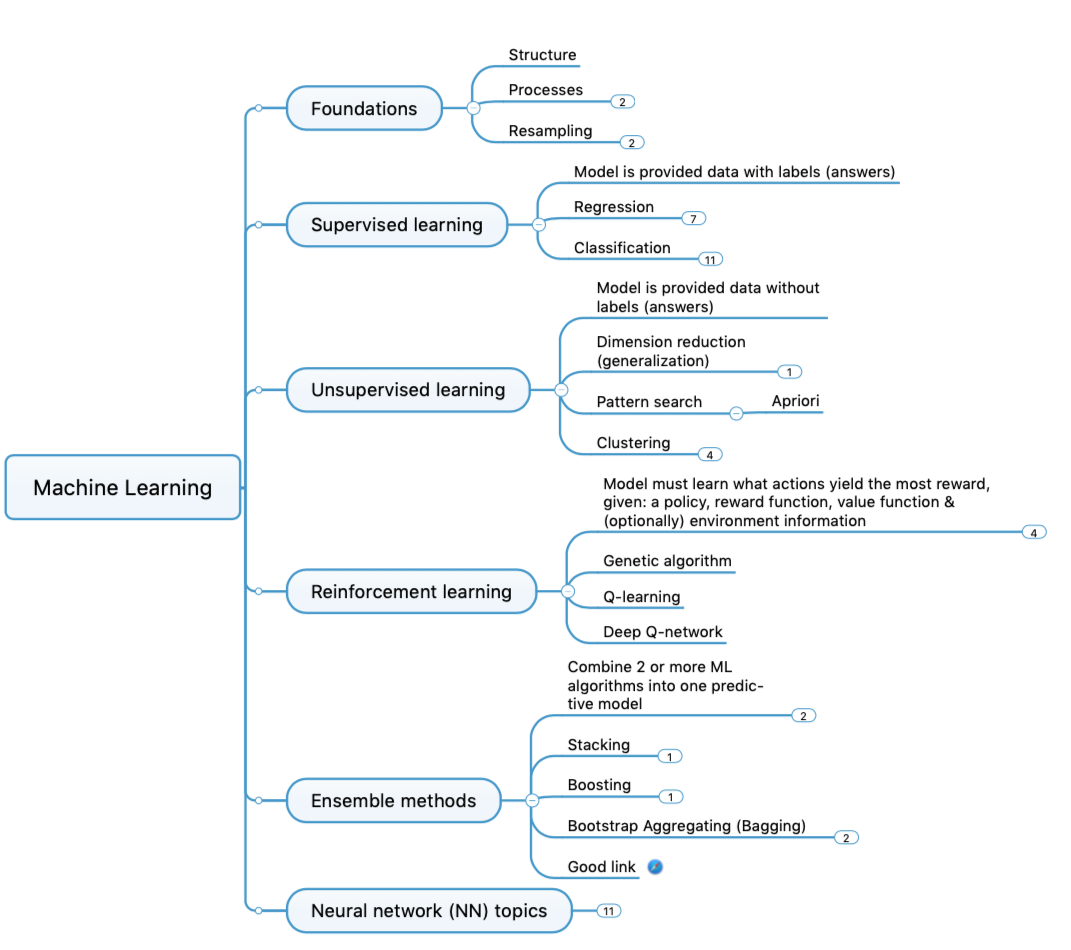 Structure
Foundations
Processes
2
Resampling
2
Model is provided data with labels (answers)
Supervised learning
Regression
7
Classification
11
Model is provided data without
labels (answers)
Dimension reduction
(generalization)
1
Unsupervised learning
Pattern search
Apriori
Clustering
4
Machine Learning
Model must learn what actions yield the most reward,
given: a policy, reward function, value function &
(optionally) environment information
4
Genetic algorithm
Reinforcement learning
Q-learning
Deep Q-network
Combine 2 or more ML
algorithms into one predic-
tive model
2
Stacking
1
Boosting
1
Ensemble methods
Bootstrap Aggregating (Bagging)
2
Good link
Neural network (NN) topics
11